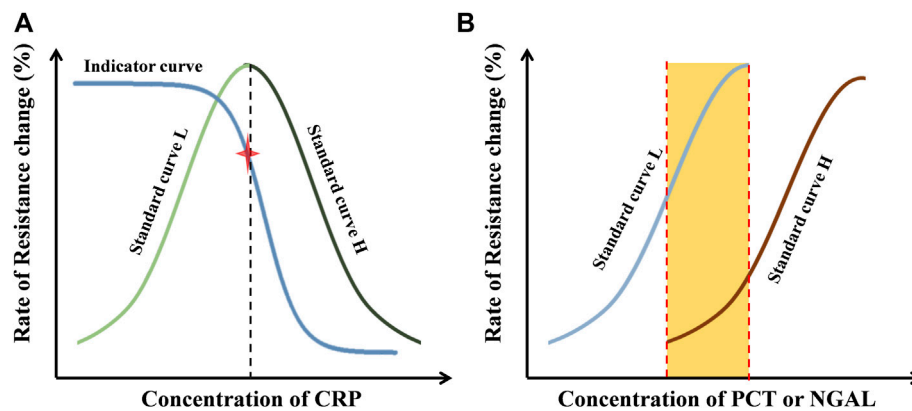 A
Rate of Resistance change (%)
Indicator curve
Standard curve L
Standard curve H
Concentration of CRP
B
Rate of Resistance change (%)
Standard curve L
Standard curve H
Concentration of PCT or NGAL